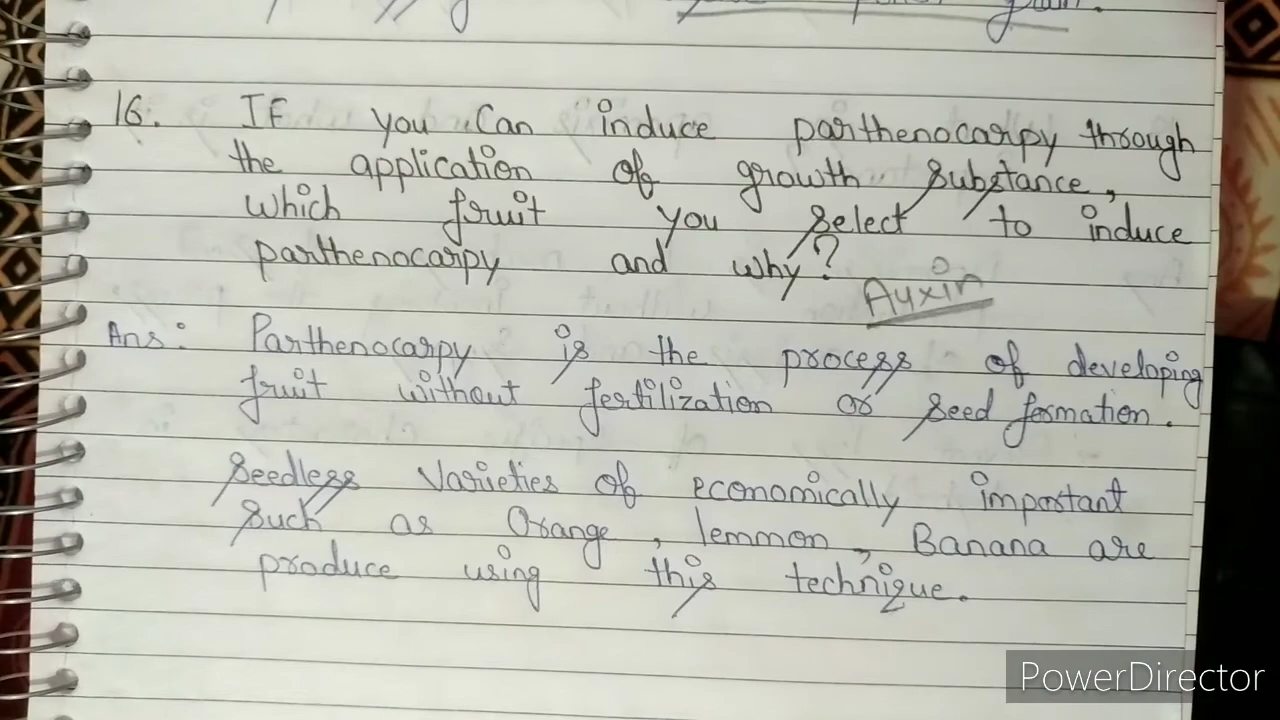 16. IF you Can induce parthenocarpy through
the application of growth substance,
which fruit you select to induce
parthenocarpy and why?
Auxin
Ans: Parthenocarpy is the process of developing
fruit without fertilization or seed formation.
Seedless varieties of economically important
such as Orange, lemmon, Banana are
produce using this technique.
PowerDirector